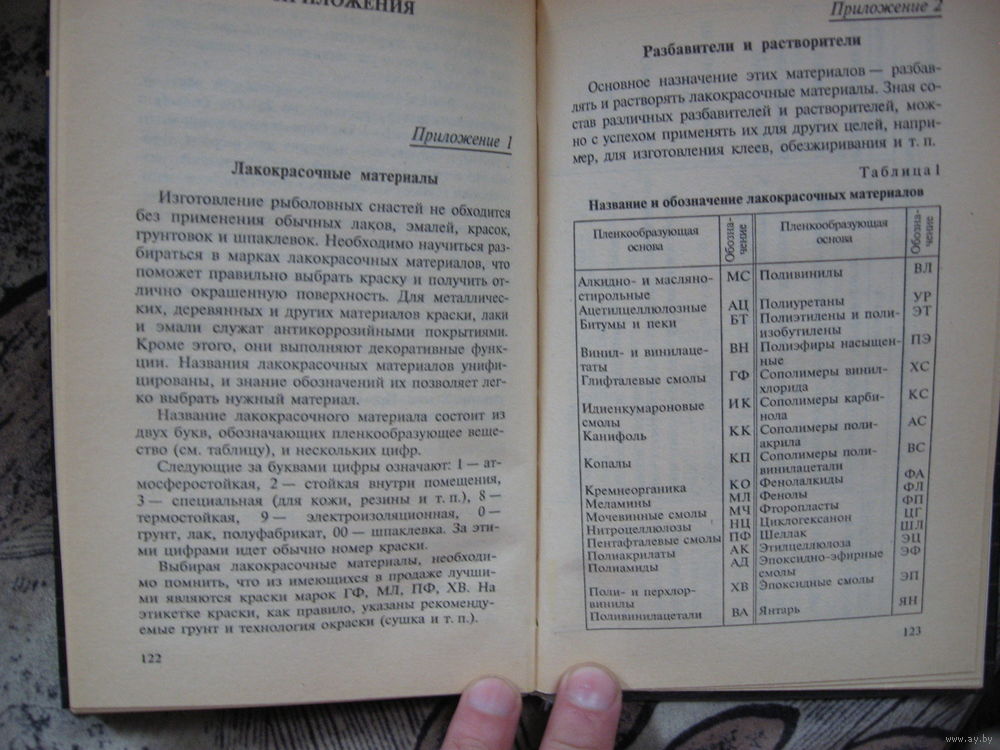 ПРИЛОЖЕНИЯ
Приложение 1
Лакокрасочные материалы
Изготовление рыболовных снастей не обходится
без применения обычных лаков, эмалей, красок,
грунтовок и шпаклевок. Необходимо научиться раз-
бираться в марках лакокрасочных материалов, что
поможет правильно выбрать краску и получить от-
лично окрашенную поверхность. Для металличес-
ких, деревянных и других материалов краски, лаки
и эмали служат антикоррозийными покрытиями.
Кроме этого, они выполняют декоративные функ-
ции. Названия лакокрасочных материалов унифи-
цированы, и знание обозначений их позволяет лег-
ко выбрать нужный материал.
Название лакокрасочного материала состоит из
двух букв, обозначающих пленкообразующее веще-
ство (см. таблицу), и нескольких цифр.
Следующие за буквами цифры означают: 1 — ат-
мосферостойкая, 2 — стойкая внутри помещения,
3 — специальная (для кожи, резины и т. п.), 8 —
термостойкая, 9 — электроизоляционная, 0 —
грунт, лак, полуфабрикат, 00 — шпаклевка. За эти-
ми цифрами идет обычно номер краски.
Выбирая лакокрасочные материалы, необходи-
мо помнить, что из имеющихся в продаже лучши-
ми являются краски марок ГФ, МЛ, ПФ, ХВ. На
этикетке краски, как правило, указаны рекомендуе-
емые грунт и технология окраски (сушка и т. п.).
122
Приложение 2
Разбавители и растворители
Основное назначение этих материалов — разбав-
лять и растворять лакокрасочные материалы. Зная со-
став различных разбавителей и растворителей, мож-
но с успехом применять их для других целей, напри-
мер, для изготовления клеев, обезжиривания и т. п.
Таблица 1
Название и обозначение лакокрасочных материалов
Пленкообразующая основа Обозна-чение Пленкообразующая основа Обозна-чение
Алкидно- и масляно-
стирольные МС Поливинилы ВЛ
Ацетилцеллюлозные АЦ Полиуретаны УР
Битумы и пеки БТ Полиэтилены и поли-
изобутилены ЭТ
Винил- и винилаце-
таты ВН Полиэфиры насыщен-
ные ПЭ
Глифталевые смолы ГФ Сополимеры винил-
хлорида ХС
Идиенкумароновые
смолы ИК Сополимеры карби-
нола КС
Канифоль КК Сополимеры поли-
акрила АС
Копалы КП Сополимеры поли-
винилацетали ВС
Кремнеорганика КО Фенолалкиды ФА
Меламины МЛ Фенолы ФЛ
Мочевинные смолы МЧ Фторопласты ФП
Нитроцеллюлозы НЦ Циклогексанон ЦГ
Пентафталевые смолы ПФ Шеллак ШЛ
Полиакрилаты АК Этилцеллюлоза ЭЦ
Полиамиды АД Эпоксидно-эфирные
смолы ЭФ
Поли- и перхлор-
винилы ХВ Эпоксидные смолы ЭП
Поливинилацетали ВА Янтарь ЯН
123
www.ay.by